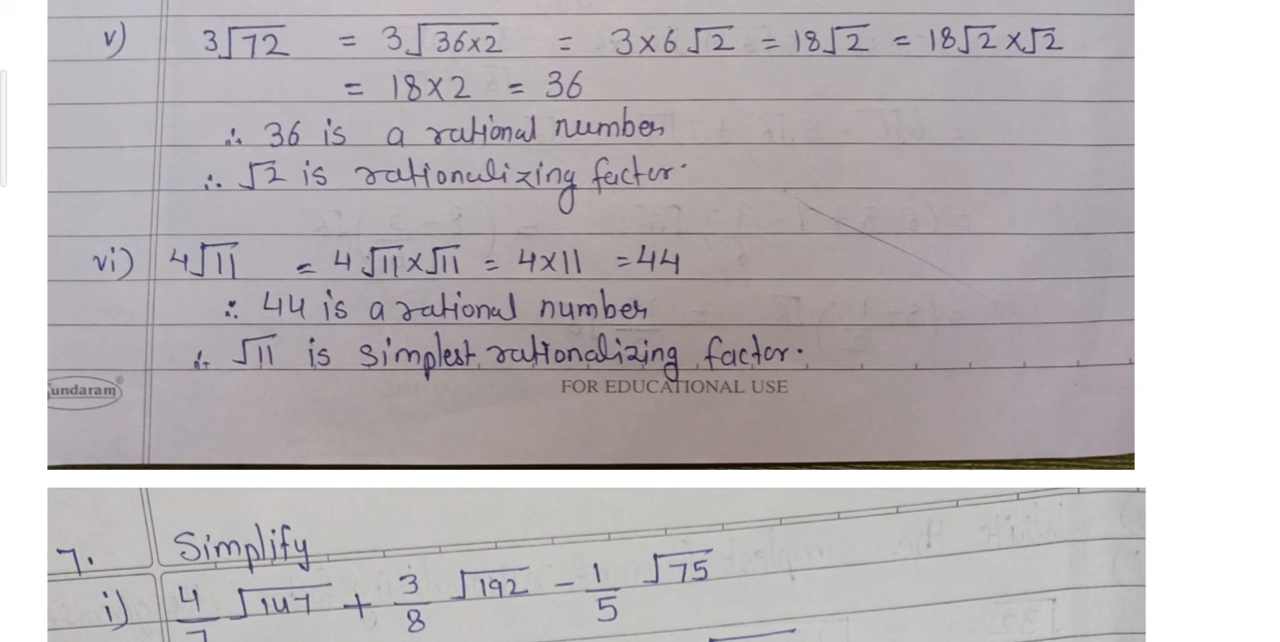 v) 3√72 = 3√36×2 = 3×6√2 = 18√2 = 18√2 ×√2
= 18×2 = 36
∴ 36 is a rational number
∴ √2 is rationalizing factor.
vi) 4√11 = 4√11×√11 = 4×11 =44
∴ 44 is a rational number
∴ √11 is simplest rationalizing factor.
undaram® FOR EDUCATIONAL USE
7. Simplify
i) 4/7 √147 + 3/8 √192 - 1/5 √75